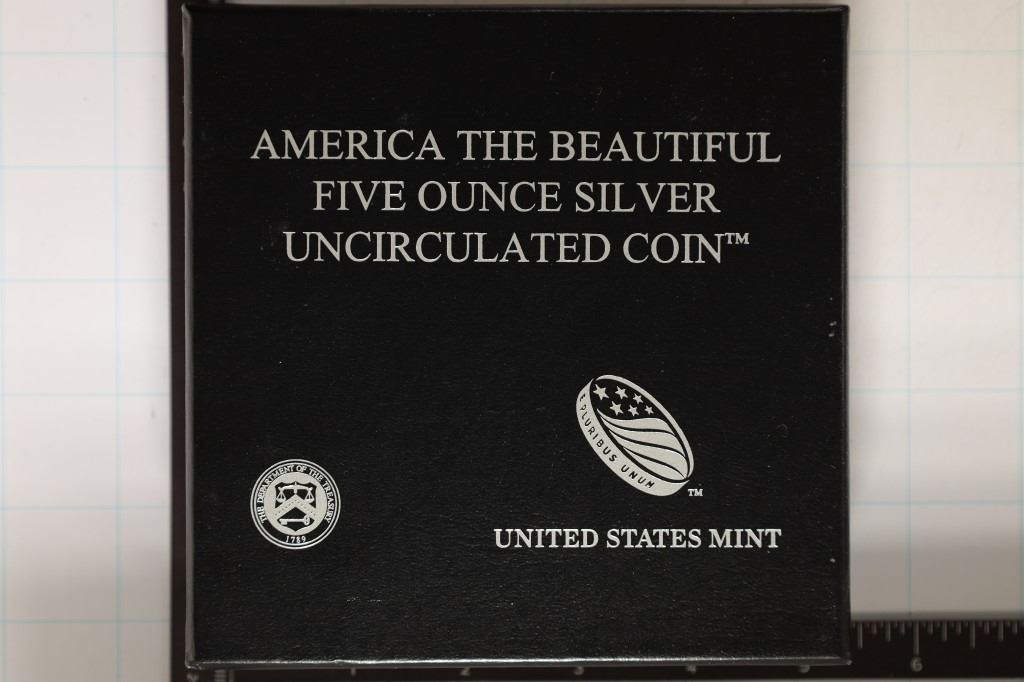 AMERICA THE BEAUTIFUL
FIVE OUNCE SILVER
UNCIRCULATED COIN™
E PLURIBUS UNUM
™
THE DEPARTMENT OF THE TREASURY
1789
UNITED STATES MINT
6